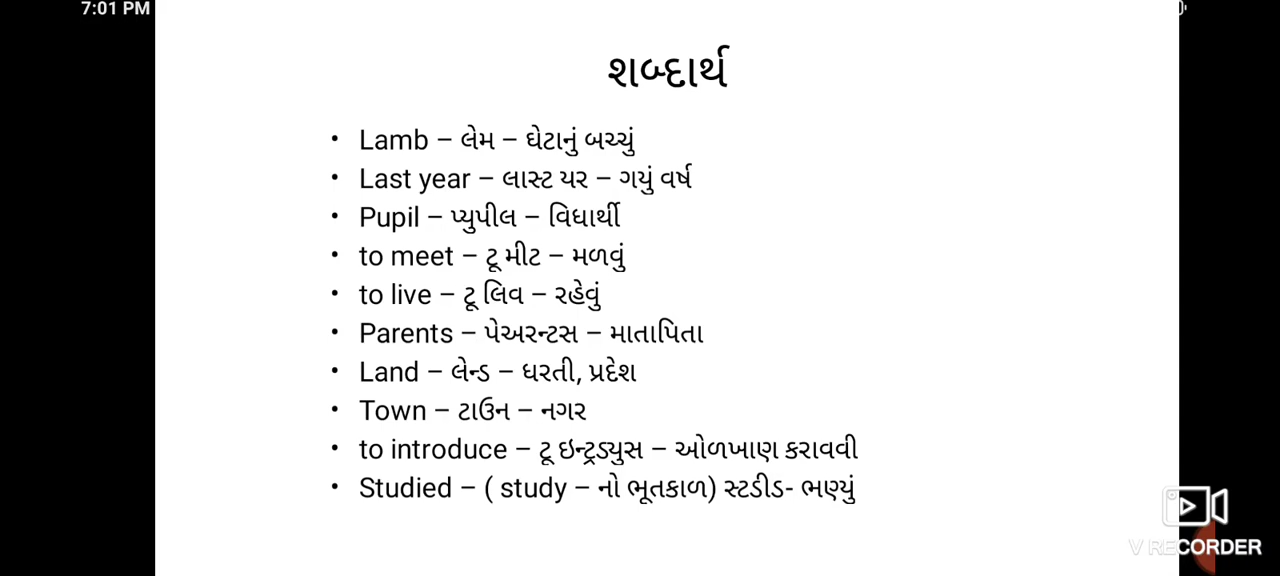 7:01 PM
શબ્દાર્થ
• Lamb – લેમ – ઘેટાનું બચ્ચું
• Last year – લાસ્ટ યર – ગયું વર્ષ
• Pupil – પ્યુપીલ – વિધાર્થી
• to meet – ટૂ મીટ – મળવું
• to live – ટૂ લિવ – રહેવું
• Parents – પેઅરન્ટસ – માતાપિતા
• Land – લેન્ડ – ધરતી, પ્રદેશ
• Town – ટાઉન – નગર
• to introduce – ટૂ ઇન્ટ્રડ્યુસ – ઓળખાણ કરાવવી
• Studied – ( study – નો ભૂતકાળ) સ્ટડીડ- ભણ્યું
V RECORDER